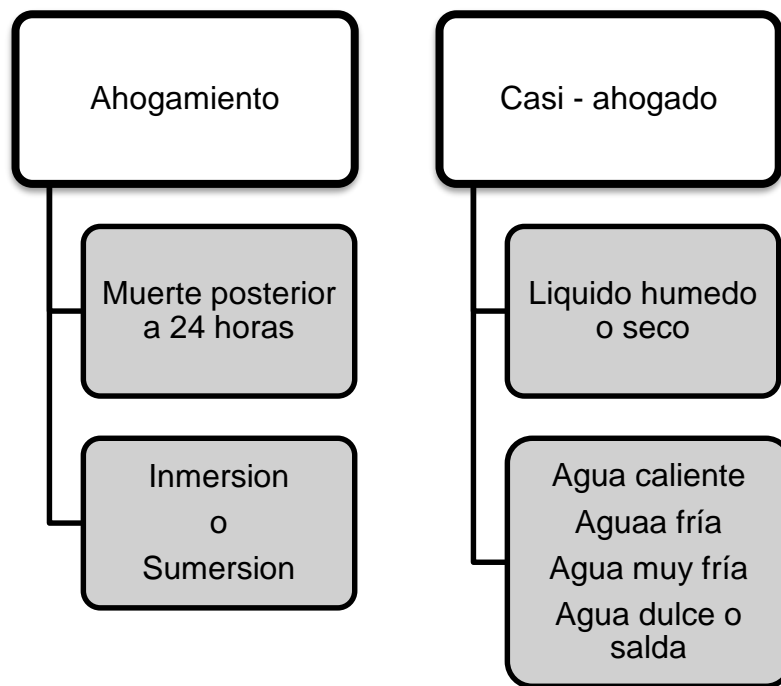 Ahogamiento
Muerte posterior
a 24 horas
Inmersion
o
Sumersion
Casi - ahogado
Liquido humedo
o seco
Agua caliente
Aguaa fría
Agua muy fría
Agua dulce o
salda